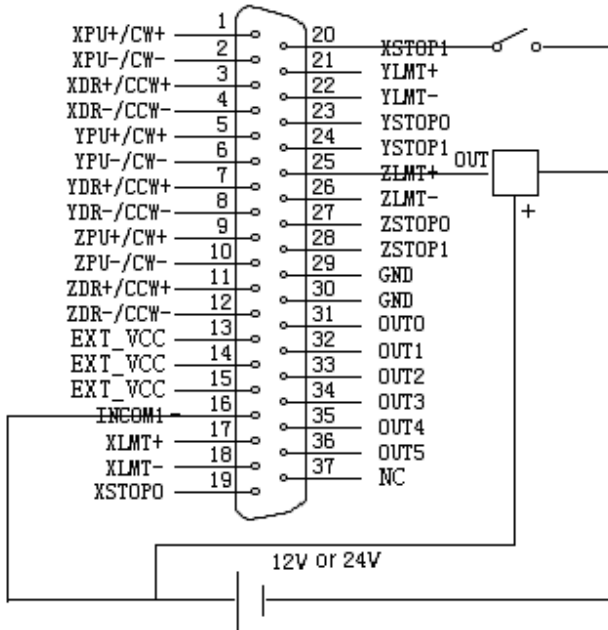 1
XPU+/CW+
2
XPU-/CW-
3
XDR+/CCW+
4
XDR-/CCW-
5
YPU+/CW+
6
YPU-/CW-
7
YDR+/CCW+
8
YDR-/CCW-
9
ZPU+/CW+
10
ZPU-/CW-
11
ZDR+/CCW+
12
ZDR-/CCW-
13
EXT_VCC
14
EXT_VCC
15
EXT_VCC
16
INCOM1
17
XLMT+
18
XLMT-
19
XSTOP0
20
XSTOP1
21
YLMT+
22
YLMT-
23
YSTOP0
24
YSTOP1
25
ZLMT+
OUT
+
26
ZLMT-
27
ZSTOP0
28
ZSTOP1
29
GND
30
GND
31
OUT0
32
OUT1
33
OUT2
34
OUT3
35
OUT4
36
OUT5
37
NC
12V or 24V